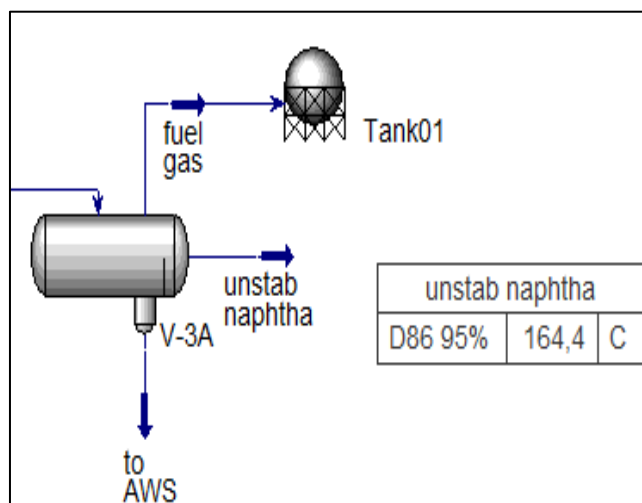 fuel
gas
Tank01
unstab
naphtha
V-3A
unstab naphtha
D86 95% 164,4 C
to
AWS